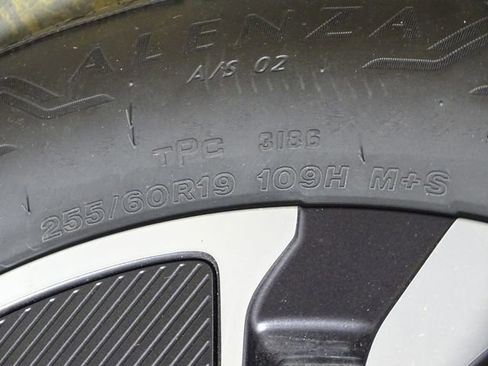 ALENZA
A/S 02
TPC 3186
255/60R19 109H M+S